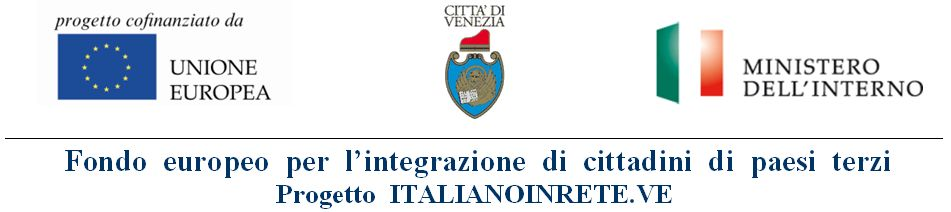 progetto cofinanziato da
UNIONE
EUROPEA
CITTA' DI
VENEZIA
MINISTERO
DELL'INTERNO
Fondo europeo per l'integrazione di cittadini di paesi terzi
Progetto ITALIANOINRETE.VE